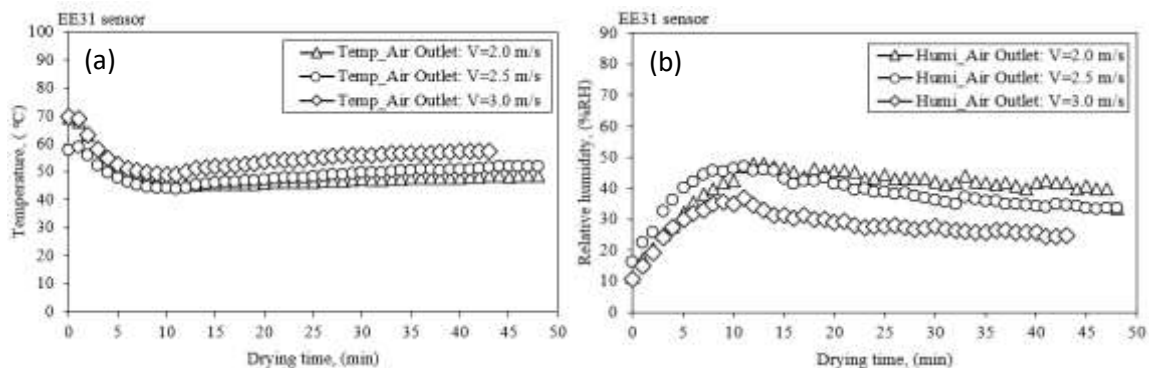 EE31 sensor
(a)
Temp_Air Outlet: V=2.0 m/s
Temp_Air Outlet: V=2.5 m/s
Temp_Air Outlet: V=3.0 m/s
Temperature, ( °C)
100
90
80
70
60
50
40
30
20
10
0
0 5 10 15 20 25 30 35 40 45 50
Drying time, (min)
EE31 sensor
(b)
Humi_Air Outlet: V=2.0 m/s
Humi_Air Outlet: V=2.5 m/s
Humi_Air Outlet: V=3.0 m/s
Relative humidity, (%RH)
90
80
70
60
50
40
30
20
10
0
0 5 10 15 20 25 30 35 40 45 50
Drying time, (min)